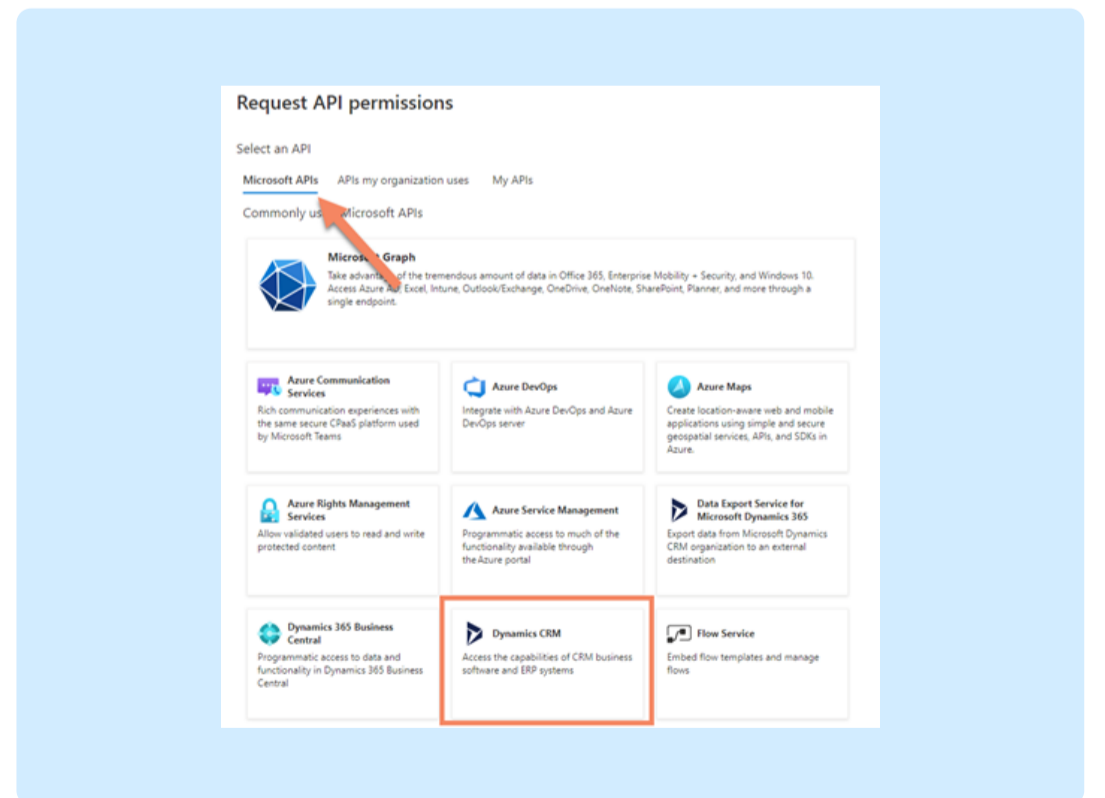 Request API permissions
Select an API
Microsoft APIs APIs my organization uses My APIs
Commonly us Microsoft APIs
Microso Graph
Take advanta of the tremendous amount of data in Office 365, Enterprise Mobility + Security, and Windows 10.
Access Azure A Excel, Intune, Outlook/Exchange, OneDrive, OneNote, SharePoint, Planner, and more through a
single endpoint.
Azure Communication
Services
Rich communication experiences with
the same secure CPaaS platform used
by Microsoft Teams
Azure DevOps
Integrate with Azure DevOps and Azure
DevOps server
Azure Maps
Create location-aware web and mobile
applications using simple and secure
geospatial services, APIs, and SDKs in
Azure.
Azure Rights Management
Services
Allow validated users to read and write
protected content
Azure Service Management
Programmatic access to much of the
functionality available through
the Azure portal
Data Export Service for
Microsoft Dynamics 365
Export data from Microsoft Dynamics
CRM organization to an external
destination
Dynamics 365 Business
Central
Programmatic access to data and
functionality in Dynamics 365 Business
Central
Dynamics CRM
Access the capabilities of CRM business
software and ERP systems
Flow Service
Embed flow templates and manage
flows